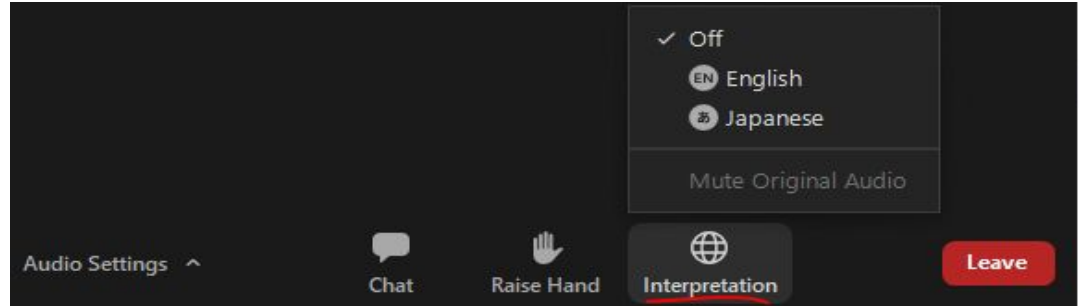 Off
EN English
あ Japanese
Mute Original Audio
Audio Settings
Chat
Raise Hand
Interpretation
Leave